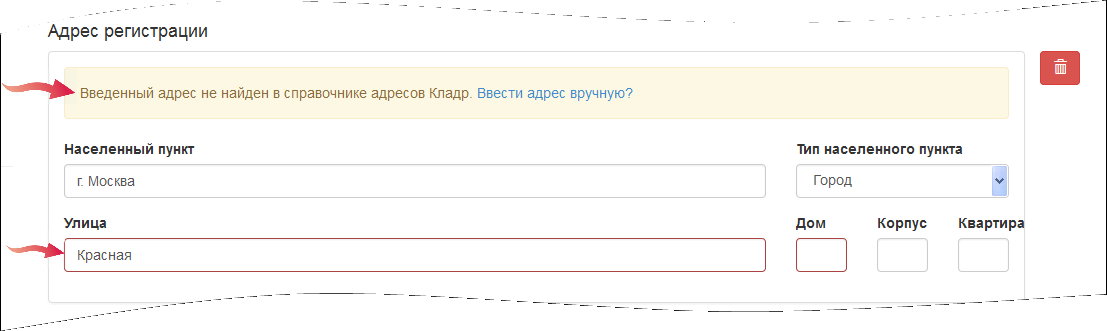 Адрес регистрации
Введенный адрес не найден в справочнике адресов Кладр. Ввести адрес вручную?
Населенный пункт Тип населенного пункта
г. Москва Город
Улица Дом Корпус Квартира
Красная